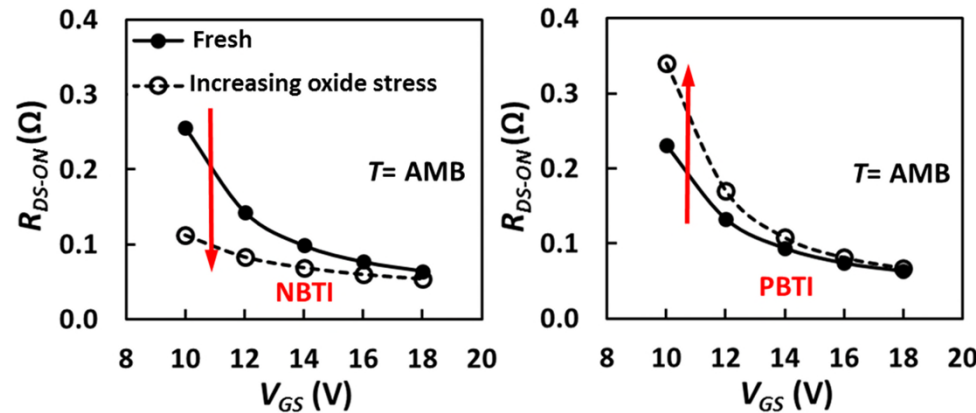 0.4
0.3
0.2
0.1
0.0
R_DS-ON (Ω)
Fresh
Increasing oxide stress
T= AMB
NBTI
8 10 12 14 16 18 20
V_GS (V)
0.4
0.3
0.2
0.1
0.0
R_DS-ON (Ω)
T= AMB
PBTI
8 10 12 14 16 18 20
V_GS (V)